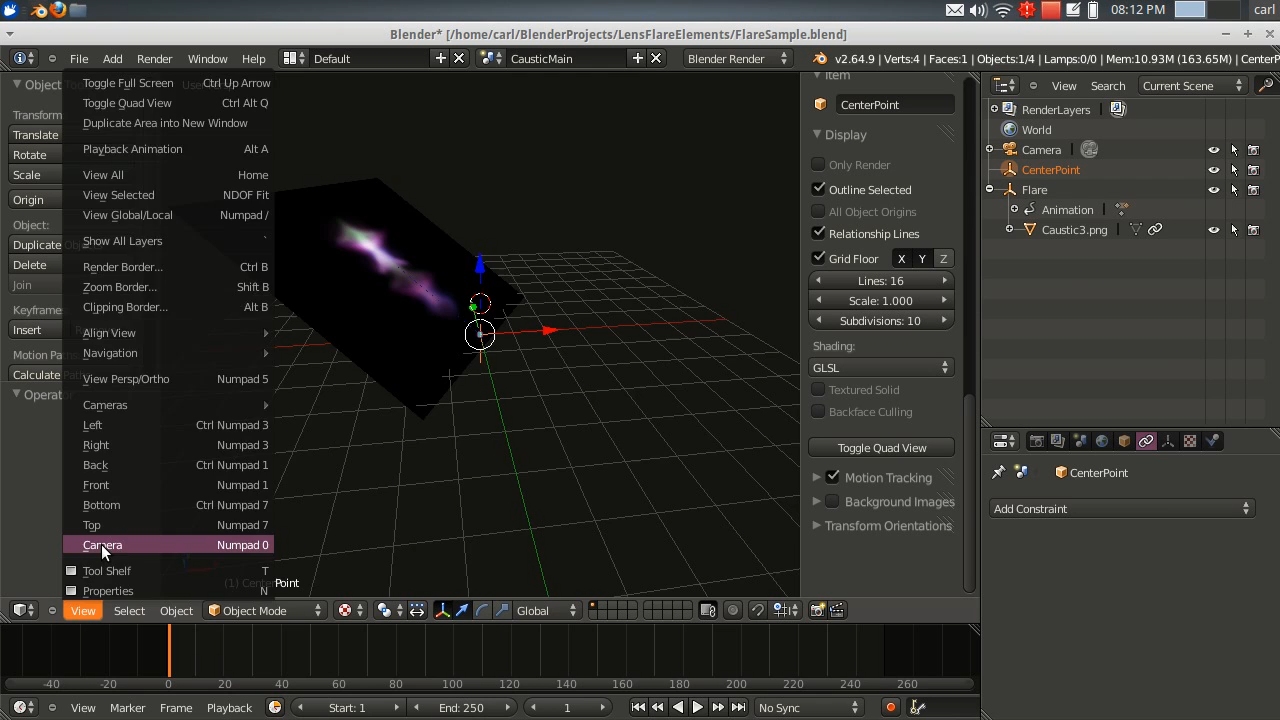 08:12 PM carl
Blender* [/home/carl/BlenderProjects/LensFlareElements/FlareSample.blend]
File Add Render Window Help Default CausticMain Blender Render v2.64.9 | Verts:4 | Faces:1 | Objects:1/4 | Lamps:0/0 | Mem:10.93M (163.65M) | CenterP
Object
Transform
Translate
Rotate
Scale
Origin
Object:
Duplicate
Delete
Join
Keyframe
Insert
Motion Paths
Calculate
Operator
Toggle Full Screen Ctrl Up Arrow
Toggle Quad View Ctrl Alt Q
Duplicate Area into New Window
Playback Animation Alt A
View All Home
View Selected NDOF Fit
View Global/Local Numpad /
Show All Layers `
Render Border... Ctrl B
Zoom Border... Shift B
Clipping Border... Alt B
Align View
Navigation
View Persp/Ortho Numpad 5
Cameras
Left Ctrl Numpad 3
Right Numpad 3
Back Ctrl Numpad 1
Front Numpad 1
Bottom Ctrl Numpad 7
Top Numpad 7
Camera Numpad 0
Tool Shelf T
Properties N
(1) CenterPoint
View Select Object Object Mode Global
Item
CenterPoint
Display
Only Render
Outline Selected
All Object Origins
Relationship Lines
Grid Floor X Y Z
Lines: 16
Scale: 1.000
Subdivisions: 10
Shading:
GLSL
Textured Solid
Backface Culling
Toggle Quad View
Motion Tracking
Background Images
Transform Orientations
View Search Current Scene
RenderLayers
World
Camera
CenterPoint
Flare
Animation
Caustic3.png
CenterPoint
Add Constraint
-40 -20 0 20 40 60 80 100 120 140 160 180 200 220 240 260
View Marker Frame Playback Start: 1 End: 250 1 No Sync